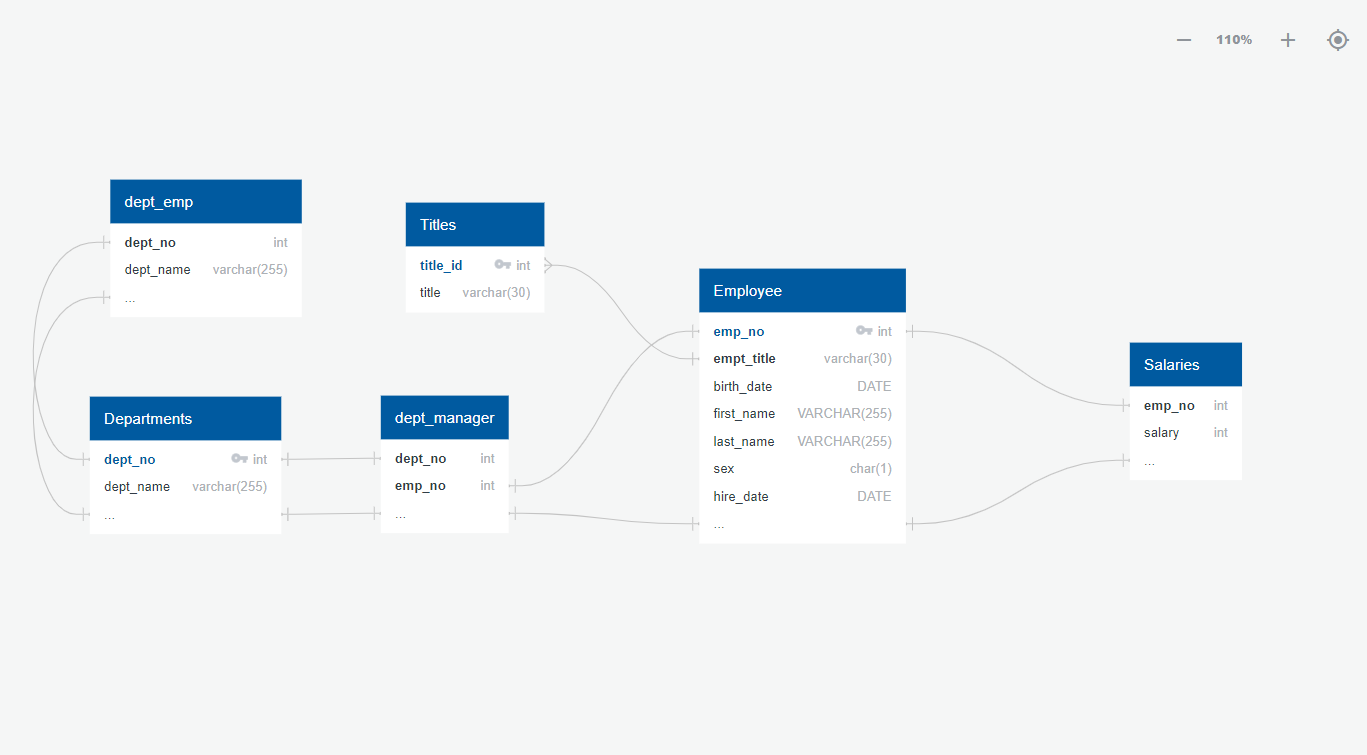 110%
dept_emp
dept_no int
dept_name varchar(255)
...
Titles
title_id int
title varchar(30)
Departments
dept_no int
dept_name varchar(255)
...
dept_manager
dept_no int
emp_no int
...
Employee
emp_no int
empt_title varchar(30)
birth_date DATE
first_name VARCHAR(255)
last_name VARCHAR(255)
sex char(1)
hire_date DATE
...
Salaries
emp_no int
salary int
...